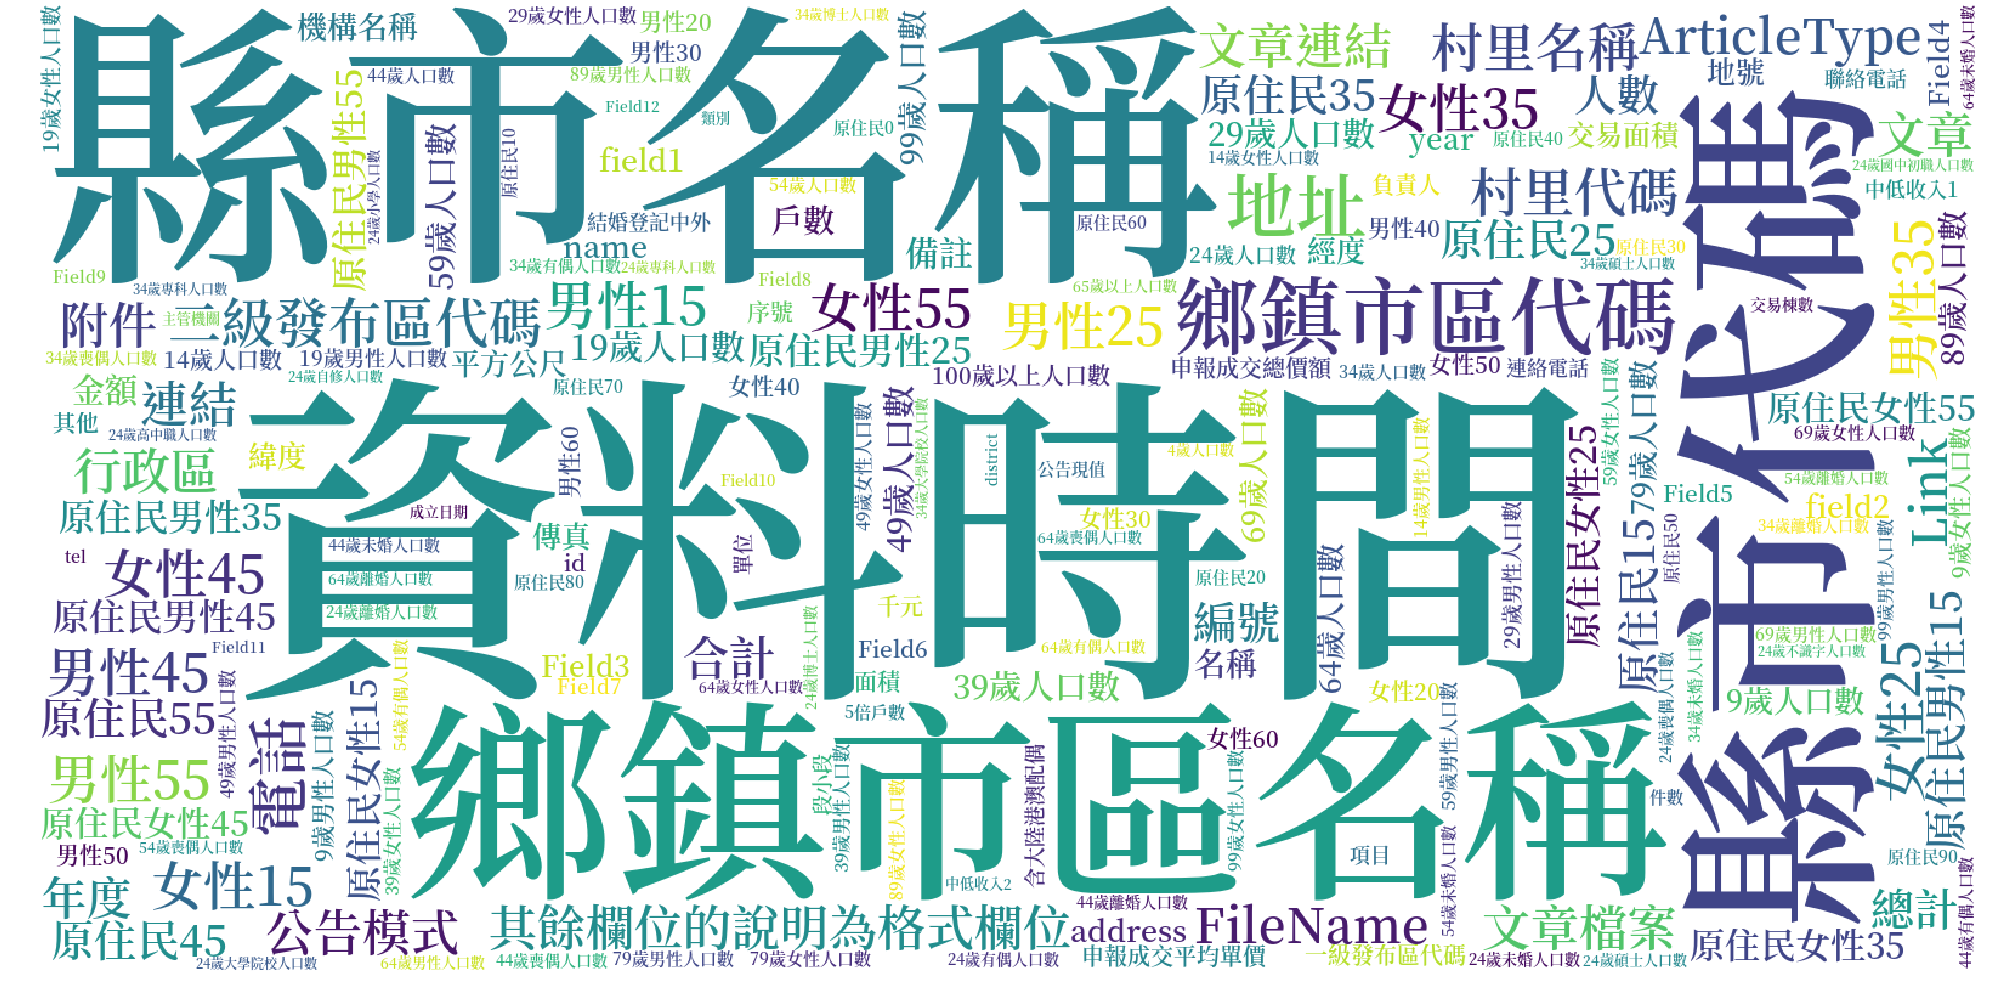 縣市名稱
資料時間
鄉鎮市區名稱
縣市代碼
鄉鎮市區代碼
機構名稱
29歲女性人口數
男性20
34歲博士人口數
男性30
44歲人口數
89歲男性人口數
19歲女性人口數
原住民男性55
24歲小學人口數
59歲人口數
原住民10
Field12
類別
原住民0
99歲人口數
field1
54歲人口數
戶數
結婚登記中外
name
原住民60
備註
34歲有偶人口數
24歲專科人口數
Field9
34歲專科人口數
Field8
65歲以上人口數
文章連結
村里名稱
ArticleType
Field4
64歲未婚人口數
地號
聯絡電話
原住民35
女性35
人數
29歲人口數
year
原住民40
交易面積
文章
14歲女性人口數
24歲國中初職人口數
地址
負責人
村里代碼
中低收入1
男性40
原住民25
原住民30
24歲人口數
經度
34歲碩士人口數
男性35
89歲人口數
交易棟數
附件
主管機關
一級發布區代碼
男性15
序號
女性55
男性25
34歲喪偶人口數
14歲人口數
19歲男性人口數
平方公尺
19歲人口數
原住民男性25
24歲自修人口數
原住民70
女性40
100歲以上人口數
申報成交總價額
34歲人口數
女性50
連絡電話
金額
連結
其他
24歲高中職人口數
行政區
緯度
原住民男性35
成立日期
tel
女性45
44歲未婚人口數
64歲離婚人口數
24歲離婚人口數
原住民男性45
男性45
Field11
原住民55
男性60
傳真
id
原住民80
Field10
單位
49歲女性人口數
49歲人口數
34歲大學院校人口數
district
公告現值
4歲人口數
女性30
64歲喪偶人口數
原住民20
69歲人口數
14歲男性人口數
29歲男性人口數
原住民女性25
59歲女性人口數
79歲人口數
原住民15
原住民50
原住民女性55
69歲女性人口數
Link
9歲女性人口數
54歲離婚人口數
Field5
field2
34歲離婚人口數
99歲男性人口數
69歲男性人口數
24歲不識字人口數
千元
編號
名稱
64歲人口數
合計
Field3
Field7
64歲女性人口數
24歲博士人口數
Field6
面積
5倍戶數
64歲有偶人口數
39歲人口數
女性20
24歲喪偶人口數
34歲未婚人口數
9歲人口數
女性25
原住民男性15
男性55
49歲男性人口數
電話
9歲男性人口數
原住民女性15
54歲有偶人口數
39歲女性人口數
原住民女性45
男性50
54歲喪偶人口數
段小段
39歲男性人口數
89歲女性人口數
中低收入2
含大陸港澳配偶
女性60
99歲女性人口數
項目
59歲男性人口數
54歲未婚人口數
件數
原住民90
44歲有偶人口數
年度
女性15
原住民45
公告模式
其餘欄位的說明為格式欄位
44歲離婚人口數
address
FileName
文章檔案
總計
原住民女性35
24歲大學院校人口數
64歲男性人口數
44歲喪偶人口數
79歲男性人口數
79歲女性人口數
24歲有偶人口數
申報成交平均單價
一級發布區代碼
24歲未婚人口數
24歲碩士人口數